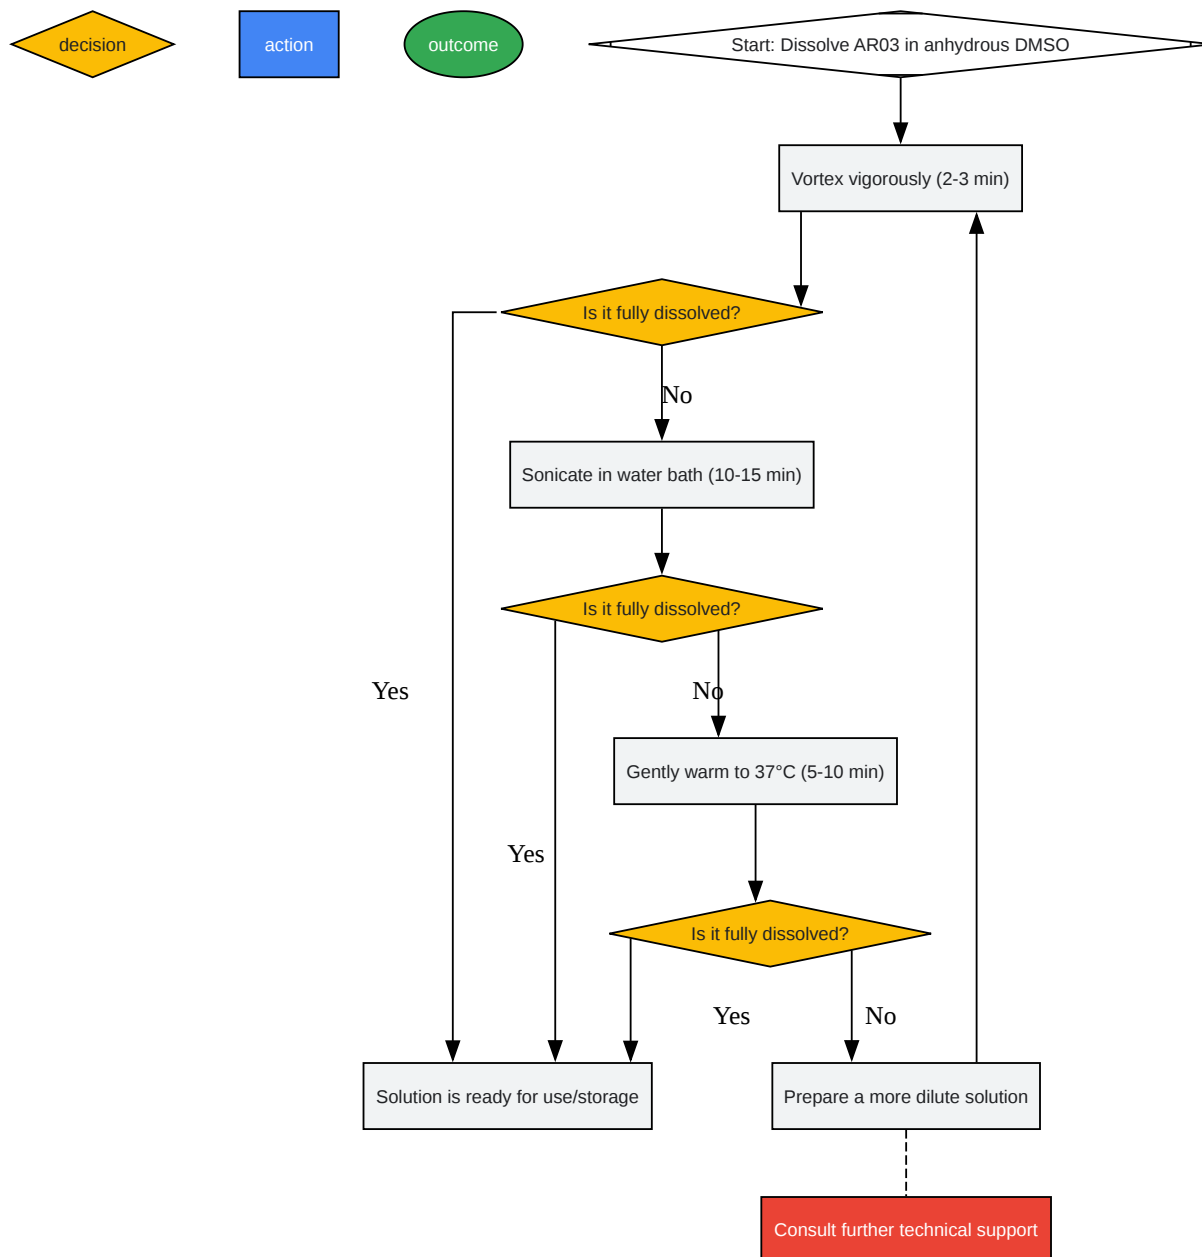 decision
action
outcome
Start: Dissolve AR03 in anhydrous DMSO
Vortex vigorously (2-3 min)
Is it fully dissolved?
No
Sonicate in water bath (10-15 min)
Is it fully dissolved?
Yes
No
Gently warm to 37°C (5-10 min)
Yes
Is it fully dissolved?
Yes
No
Solution is ready for use/storage
Prepare a more dilute solution
Consult further technical support